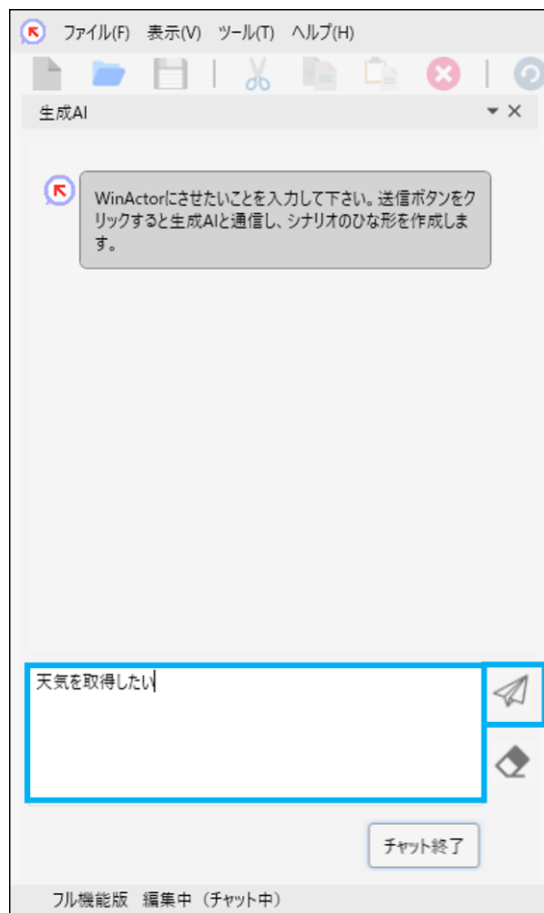 ファイル(F) 表示(V) ツール(T) ヘルプ(H)
生成AI
WinActorにさせたいことを入力して下さい。送信ボタンをク
リックすると生成AIと通信し、シナリオのひな形を作成しま
す。
天気を取得したい
チャット終了
フル機能版 編集中 (チャット中)